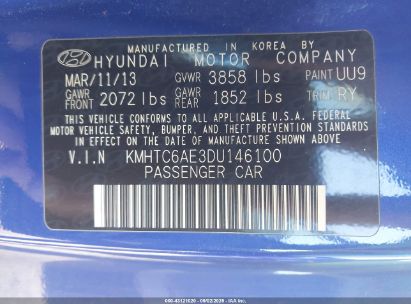 MANUFACTURED IN KOREA BY
HYUNDAI MOTOR COMPANY
MAR/11/13 GVWR 3858 lbs PAINT UU9
GAWR FRONT 2072 lbs GAWR REAR 1852 lbs TRIM RY
THIS VEHICLE CONFORMS TO ALL APPLICABLE U.S.A. FEDERAL
MOTOR VEHICLE SAFETY, BUMPER, AND THEFT PREVENTION STANDARDS
IN EFFECT ON THE DATE OF MANUFACTURE SHOWN ABOVE.
V.I.N KMHTC6AE3DU146100
PASSENGER CAR